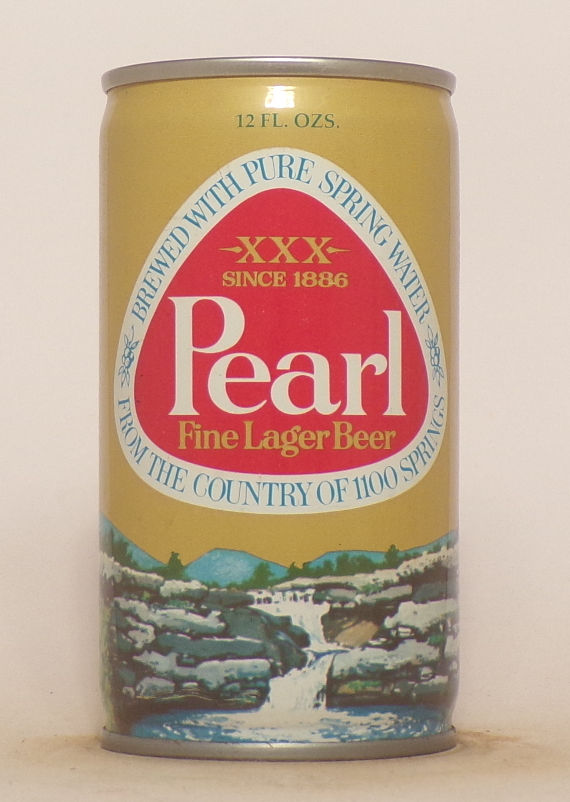 12 FL. OZS.
BREWED WITH PURE SPRING WATER
XXX
SINCE 1886
Pearl
Fine Lager Beer
FROM THE COUNTRY OF 1100 SPRINGS